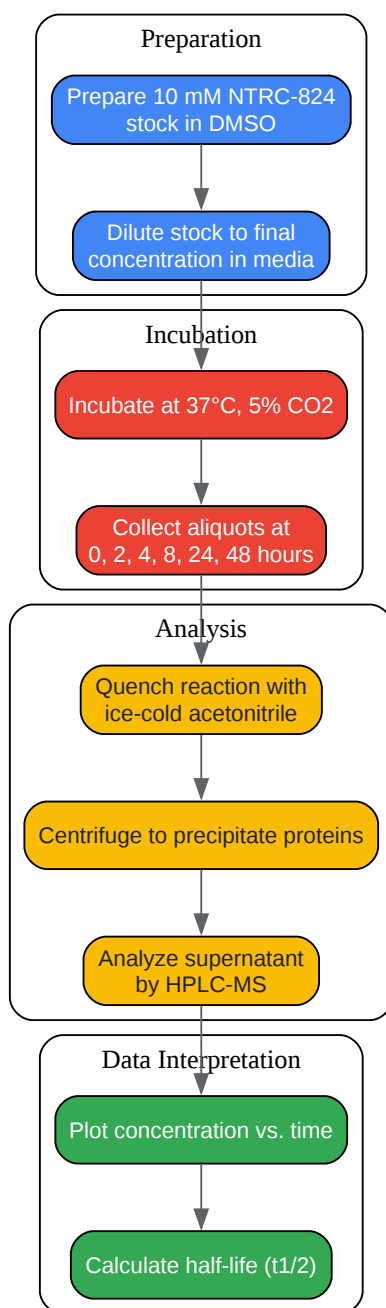 Preparation
Prepare 10 mM NTRC-824
stock in DMSO
Dilute stock to final
concentration in media
Incubation
Incubate at 37°C, 5% CO2
Collect aliquots at
0, 2, 4, 8, 24, 48 hours
Analysis
Quench reaction with
ice-cold acetonitrile
Centrifuge to precipitate proteins
Analyze supernatant
by HPLC-MS
Data Interpretation
Plot concentration vs. time
Calculate half-life (t1/2)